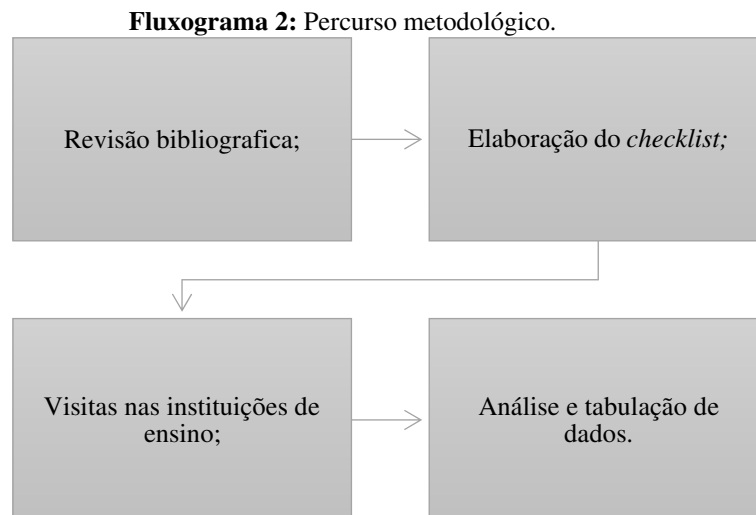 Fluxograma 2: Percurso metodológico.
Revisão bibliografica;
Elaboração do checklist;
Visitas nas instituições de
ensino;
Análise e tabulação de
dados.